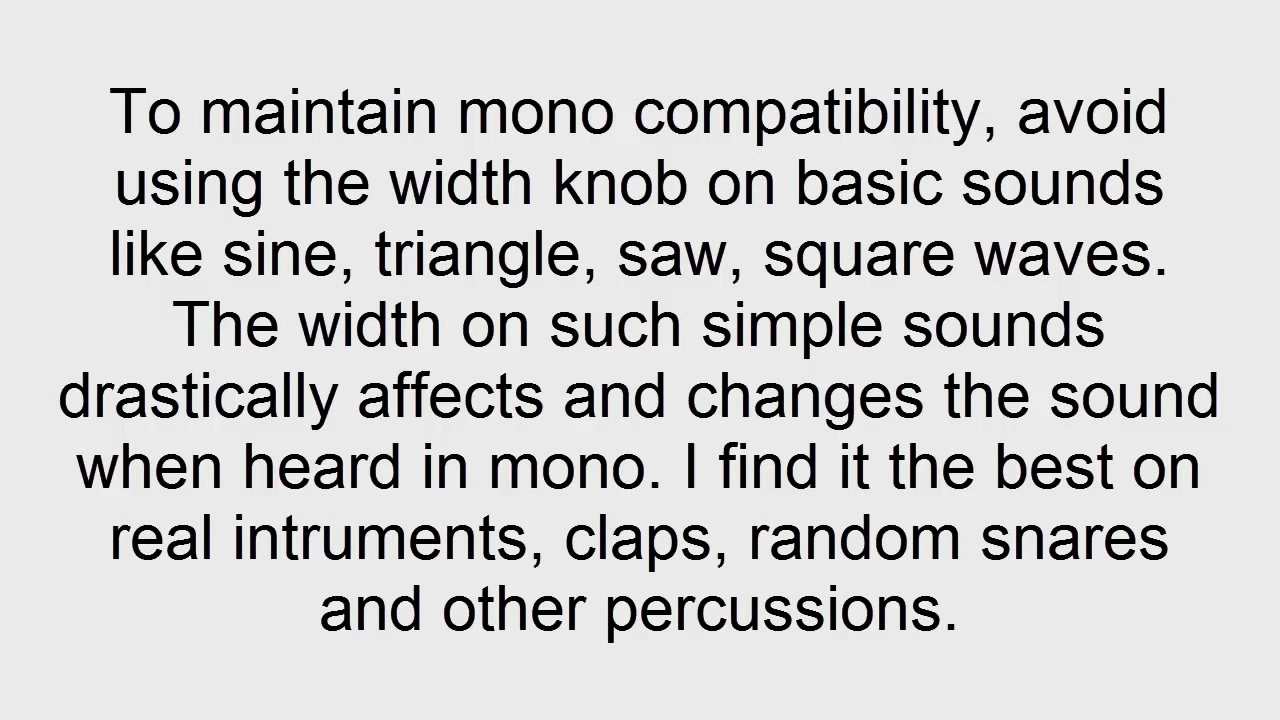 To maintain mono compatibility, avoid
using the width knob on basic sounds
like sine, triangle, saw, square waves.
The width on such simple sounds
drastically affects and changes the sound
when heard in mono. I find it the best on
real intruments, claps, random snares
and other percussions.